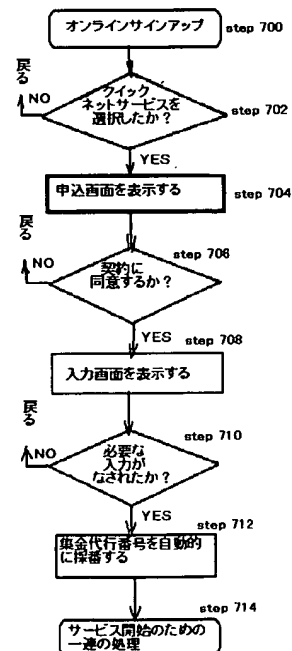 オンラインサインアップ
step 700
戻る
NO
クイック
ネットサービスを
選択したか？
step 702
YES
申込画面を表示する
step 704
戻る
NO
契約に
同意するか？
step 706
YES
step 708
入力画面を表示する
戻る
NO
step 710
必要な
入力が
なされたか？
YES
step 712
集金代行番号を自動的
に採番する
step 714
サービス開始のための
一連の処理